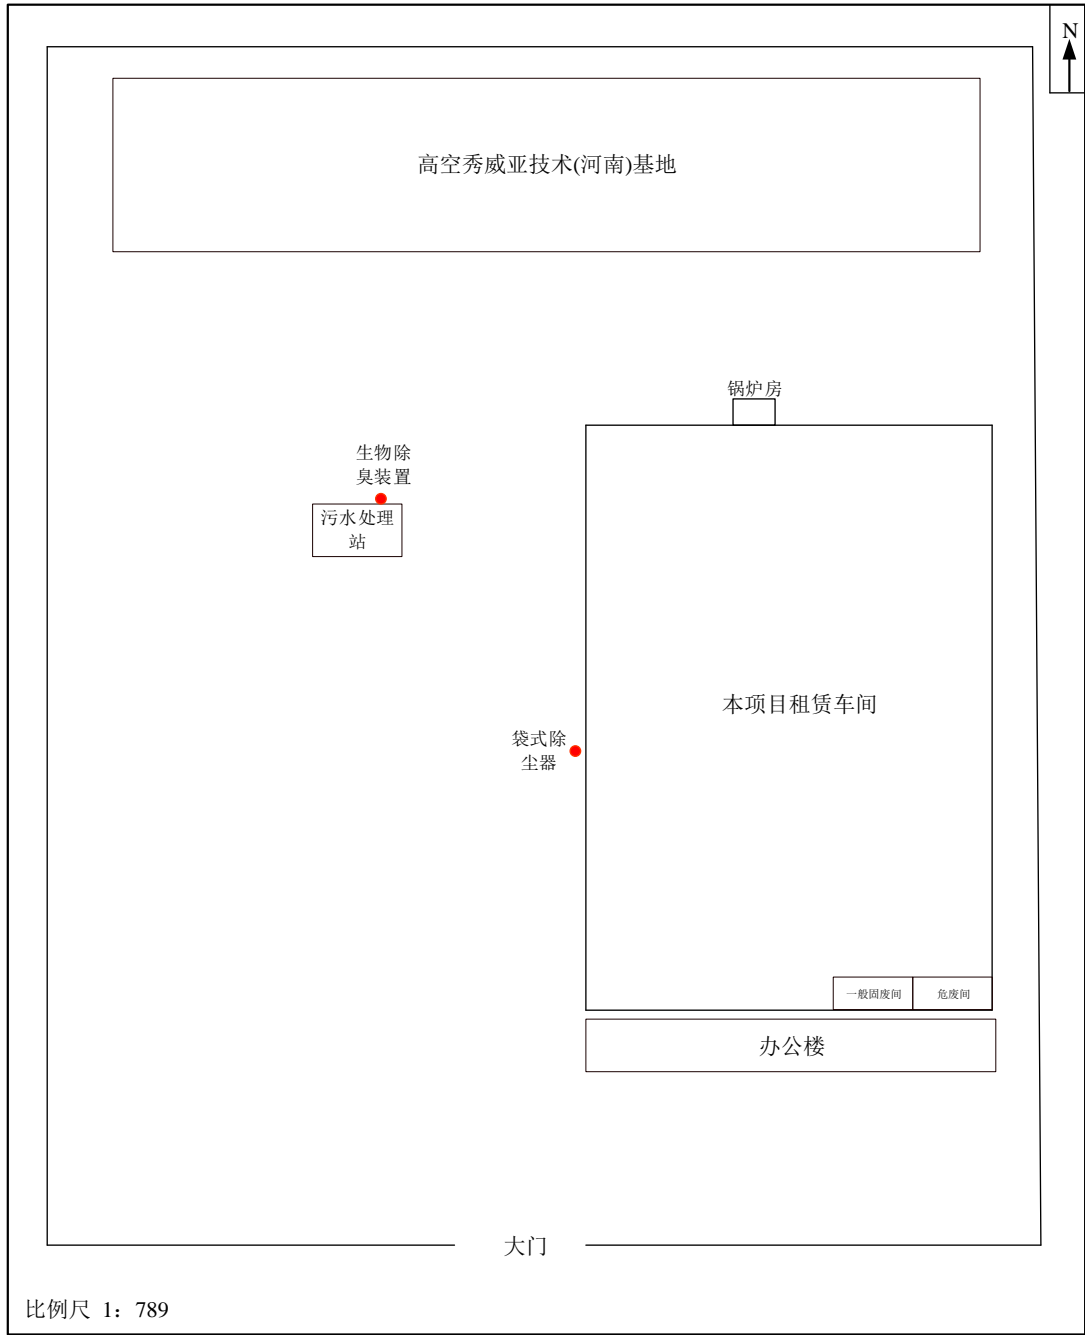 N
高空秀威亚技术(河南)基地
锅炉房
生物除
臭装置
污水处理
站
本项目租赁车间
袋式除
尘器
一般固废间
危废间
办公楼
大门
比例尺 1：789